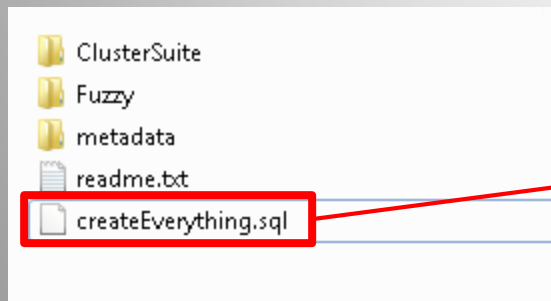 ClusterSuite
Fuzzy
metadata
readme.txt
createEverything.sql